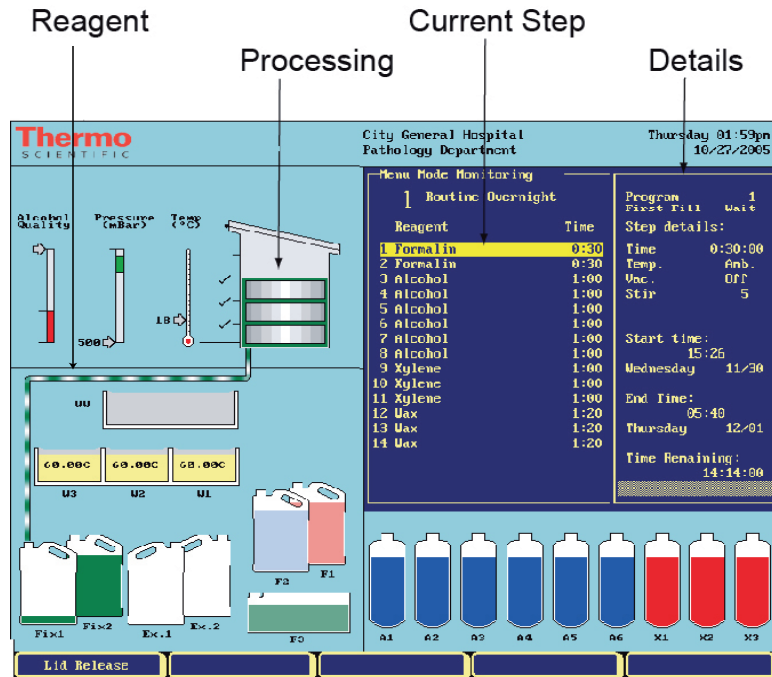 Reagent
Current Step
Processing
Details
Thermo
SCIENTIFIC
City General Hospital
Pathology Department
Thursday 01:59pm
10/27/2005
Alcohol
Quality
Pressure
(mBar)
Temp
(°C)
18
500
Menu Mode Monitoring
1 Routine Overnight
Reagent Time
1 Formalin 0:30
2 Formalin 0:30
3 Alcohol 1:00
4 Alcohol 1:00
5 Alcohol 1:00
6 Alcohol 1:00
7 Alcohol 1:00
8 Alcohol 1:00
9 Xylene 1:00
10 Xylene 1:00
11 Xylene 1:00
12 Wax 1:20
13 Wax 1:20
14 Wax 1:20
Program 1
First Fill Wait
Step details:
Time 0:30:00
Temp. Amb.
Vac. Off
Stir 5
Start time:
15:26
Wednesday 11/30
End Time:
05:40
Thursday 12/01
Time Remaining:
14:14:00
WW
60.00C 60.00C 60.00C
W3 W2 W1
F2 F1
Fix1 Fix2 Ex.1 Ex.2
F3
A1 A2 A3 A4 A5 A6 X1 X2 X3
Lid Release